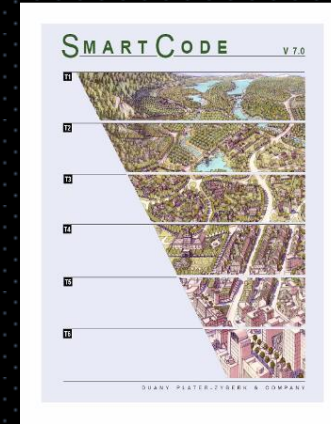 SMARTCODE V 7.0
T1
T2
T3
T4
T5
T6
DUANY PLATER-ZYBERK & COMPANY